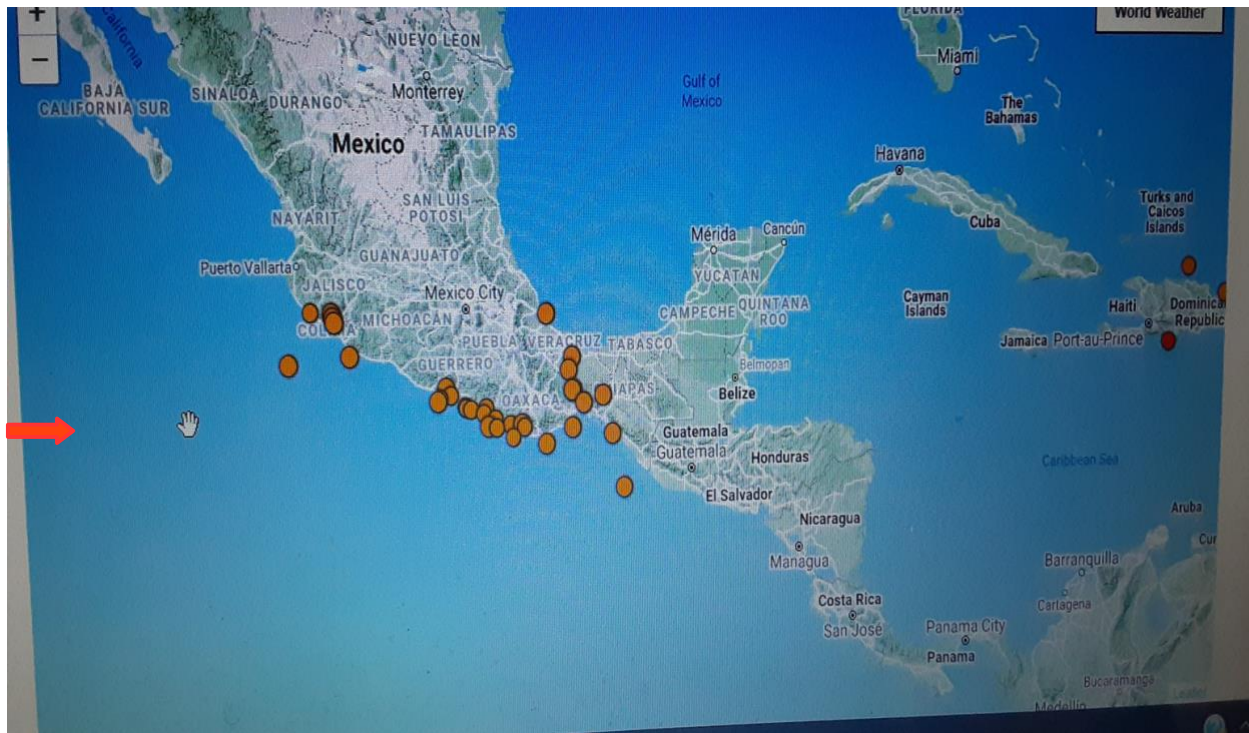 California
NUEVO LEON
FLORIDA
World Weather
Miami
Gulf of
Mexico
BAJA
CALIFORNIA SUR
SINALOA
DURANGO
Monterrey
The
Bahamas
Mexico
TAMAULIPAS
Havana
SAN LUIS
POTOSI
NAYARIT
Turks and
Caicos
Islands
Cuba
Mérida
Cancún
GUANAJUATO
Puerto Vallarta
YUCATAN
JALISCO
Mexico City
Cayman
Islands
QUINTANA
ROO
CAMPECHE
Haiti
MICHOACAN
PUEBLA
VERACRUZ
TABASCO
Jamaica
Port-au-Prince
GUERRERO
Belmopan
OAXACA
Belize
Guatemala
Guatemala
Honduras
Caribbean Sea
El Salvador
Nicaragua
Aruba
Managua
Barranquilla
Costa Rica
Cartagena
San José
Panama City
Panama
Bucaramanga
Medellin
Leaflet